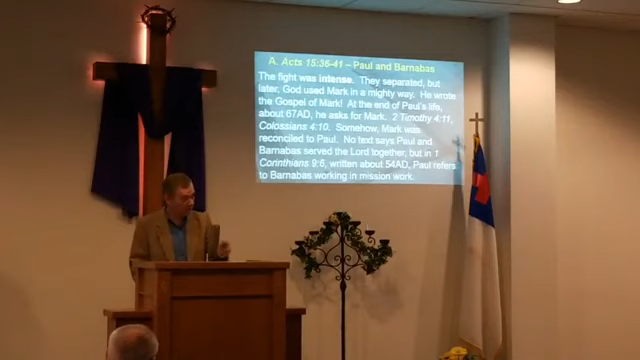 A. Acts 15:36-41 – Paul and Barnabas
The fight was intense. They separated, but
later, God used Mark in a mighty way. He wrote
the Gospel of Mark! At the end of Paul's life,
about 67AD, he asks for Mark. 2 Timothy 4:11,
Colossians 4:10. Somehow, Mark was
reconciled to Paul. No text says Paul and
Barnabas served the Lord together, but in 1
Corinthians 9:6, written about 54AD, Paul refers
to Barnabas working in mission work.